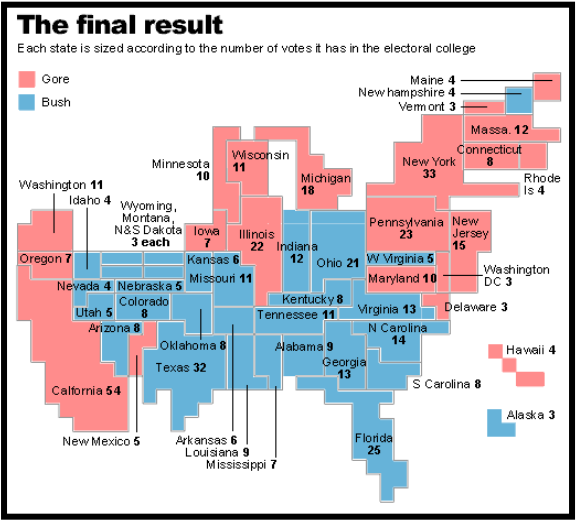 The final result
Each state is sized according to the number of votes it has in the electoral college
Gore
Bush
Maine 4
New hampshire 4
Vermont 3
Massa. 12
Connecticut
8
New York
33
Rhode
Is 4
Minnesota
10
Wisconsin
11
Michigan
18
Washington 11
Idaho 4
Wyoming,
Montana,
N&S Dakota
3 each
Iowa
7
Illinois
22
Indiana
12
Ohio 21
Pennsylvania
23
New
Jersey
15
Oregon 7
Kansas 6
Missouri 11
W Virginia 5
Maryland 10
Washington
DC 3
Nevada 4
Nebraska 5
Utah 5
Colorado
8
Kentucky 8
Tennessee 11
Virginia 13
Delaware 3
Arizona 8
Oklahoma 8
Alabama 9
N Carolina
14
Texas 32
Georgia
13
Hawaii 4
Calfornia 54
S Carolina 8
New Mexico 5
Arkansas 6
Louisiana 9
Mississippi 7
Florida
25
Alaska 3